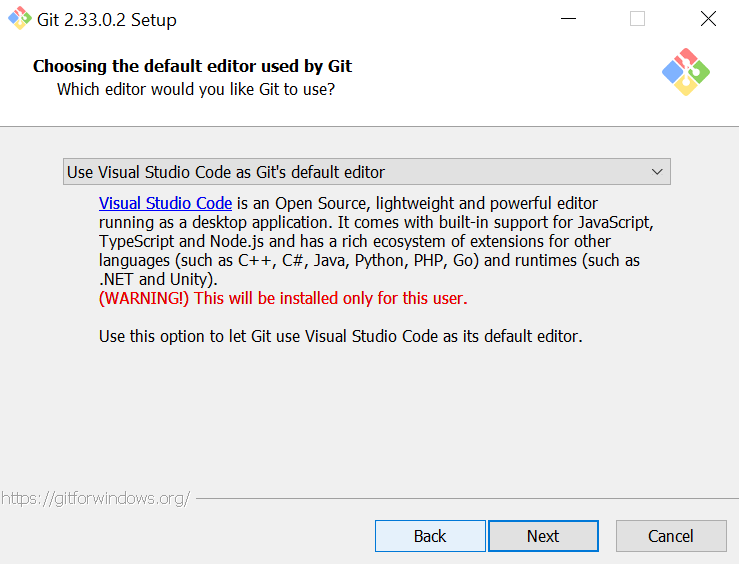 Git 2.33.0.2 Setup
Choosing the default editor used by Git
Which editor would you like Git to use?
Use Visual Studio Code as Git's default editor
Visual Studio Code is an Open Source, lightweight and powerful editor
running as a desktop application. It comes with built-in support for JavaScript,
TypeScript and Node.js and has a rich ecosystem of extensions for other
languages (such as C++, C#, Java, Python, PHP, Go) and runtimes (such as
.NET and Unity).
(WARNING!) This will be installed only for this user.
Use this option to let Git use Visual Studio Code as its default editor.
https://gitforwindows.org/
Back Next Cancel